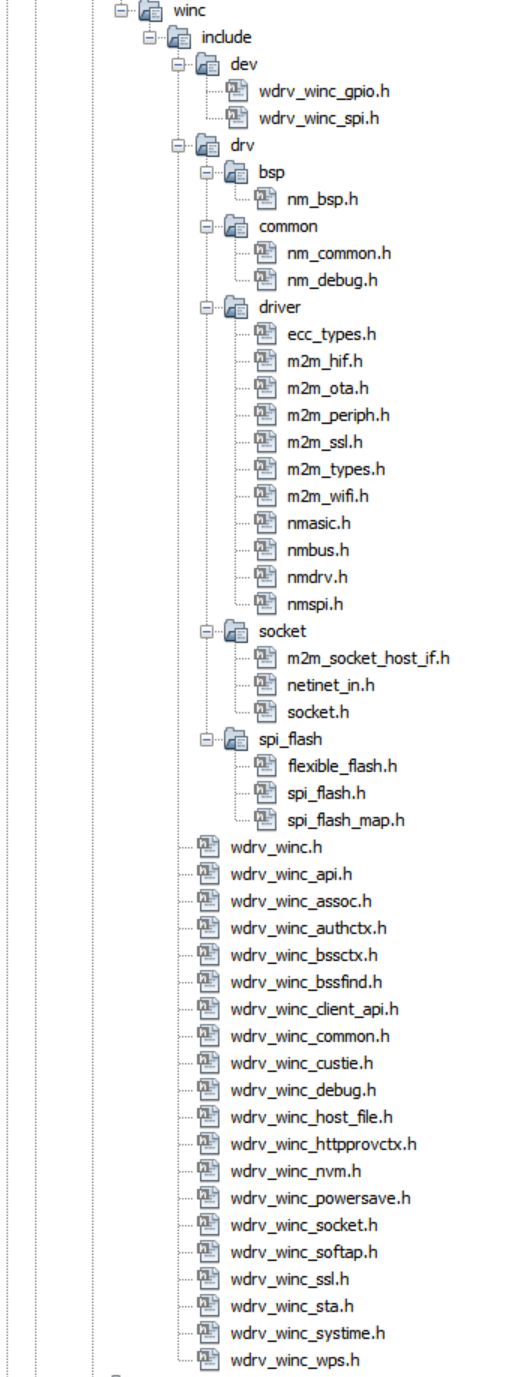 winc
include
dev
wdrv_winc_gpio.h
wdrv_winc_spi.h
drv
bsp
nm_bsp.h
common
nm_common.h
nm_debug.h
driver
ecc_types.h
m2m_hif.h
m2m_ota.h
m2m_periph.h
m2m_ssl.h
m2m_types.h
m2m_wifi.h
nmasic.h
nmbus.h
nmdrv.h
nmspi.h
socket
m2m_socket_host_if.h
netinet_in.h
socket.h
spi_flash
flexible_flash.h
spi_flash.h
spi_flash_map.h
wdrv_winc.h
wdrv_winc_api.h
wdrv_winc_assoc.h
wdrv_winc_authctx.h
wdrv_winc_bssctx.h
wdrv_winc_bssfind.h
wdrv_winc_client_api.h
wdrv_winc_common.h
wdrv_winc_custie.h
wdrv_winc_debug.h
wdrv_winc_host_file.h
wdrv_winc_httpprovctx.h
wdrv_winc_nvm.h
wdrv_winc_powersave.h
wdrv_winc_socket.h
wdrv_winc_softap.h
wdrv_winc_ssl.h
wdrv_winc_sta.h
wdrv_winc_systime.h
wdrv_winc_wps.h